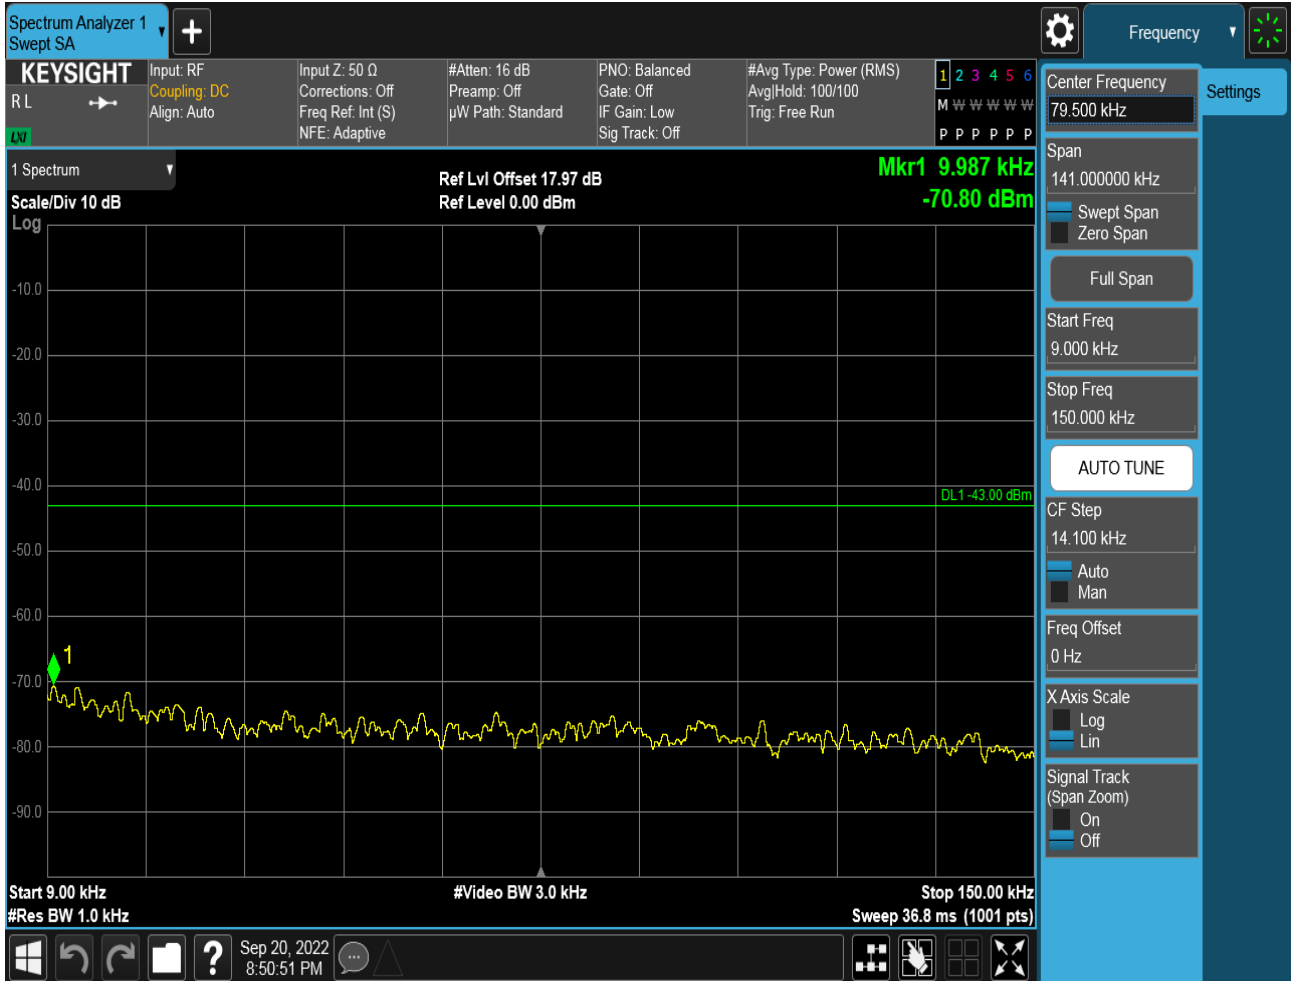 Spectrum Analyzer 1
Swept SA
Frequency
KEYSIGHT
R L
LXI
Input: RF
Coupling: DC
Align: Auto
Input Z: 50 Ω
Corrections: Off
Freq Ref: Int (S)
NFE: Adaptive
#Atten: 16 dB
Preamp: Off
µW Path: Standard
PNO: Balanced
Gate: Off
IF Gain: Low
Sig Track: Off
#Avg Type: Power (RMS)
Avg|Hold: 100/100
Trig: Free Run
1 2 3 4 5 6
M W W W W W
P P P P P P
1 Spectrum
Scale/Div 10 dB
Log
Ref Lvl Offset 17.97 dB
Ref Level 0.00 dBm
Mkr1 9.987 kHz
-70.80 dBm
-10.0
-20.0
-30.0
-40.0
DL1 -43.00 dBm
-50.0
-60.0
1
-70.0
-80.0
-90.0
Start 9.00 kHz
#Res BW 1.0 kHz
#Video BW 3.0 kHz
Stop 150.00 kHz
Sweep 36.8 ms (1001 pts)
Center Frequency
79.500 kHz
Settings
Span
141.000000 kHz
Swept Span
Zero Span
Full Span
Start Freq
9.000 kHz
Stop Freq
150.000 kHz
AUTO TUNE
CF Step
14.100 kHz
Auto
Man
Freq Offset
0 Hz
X Axis Scale
Log
Lin
Signal Track
(Span Zoom)
On
Off
?
Sep 20, 2022
8:50:51 PM